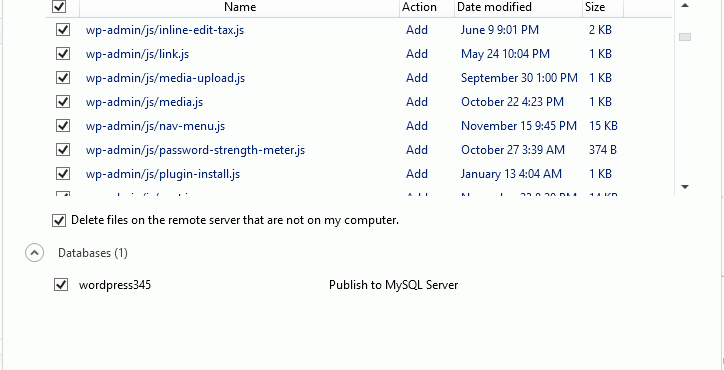 Name Action Date modified Size
wp-admin/js/inline-edit-tax.js Add June 9 9:01 PM 2 KB
wp-admin/js/link.js Add May 24 10:04 PM 1 KB
wp-admin/js/media-upload.js Add September 30 1:00 PM 1 KB
wp-admin/js/media.js Add October 22 4:23 PM 1 KB
wp-admin/js/nav-menu.js Add November 15 9:45 PM 15 KB
wp-admin/js/password-strength-meter.js Add October 27 3:39 AM 374 B
wp-admin/js/plugin-install.js Add January 13 4:04 AM 1 KB
Delete files on the remote server that are not on my computer.
Databases (1)
wordpress345 Publish to MySQL Server